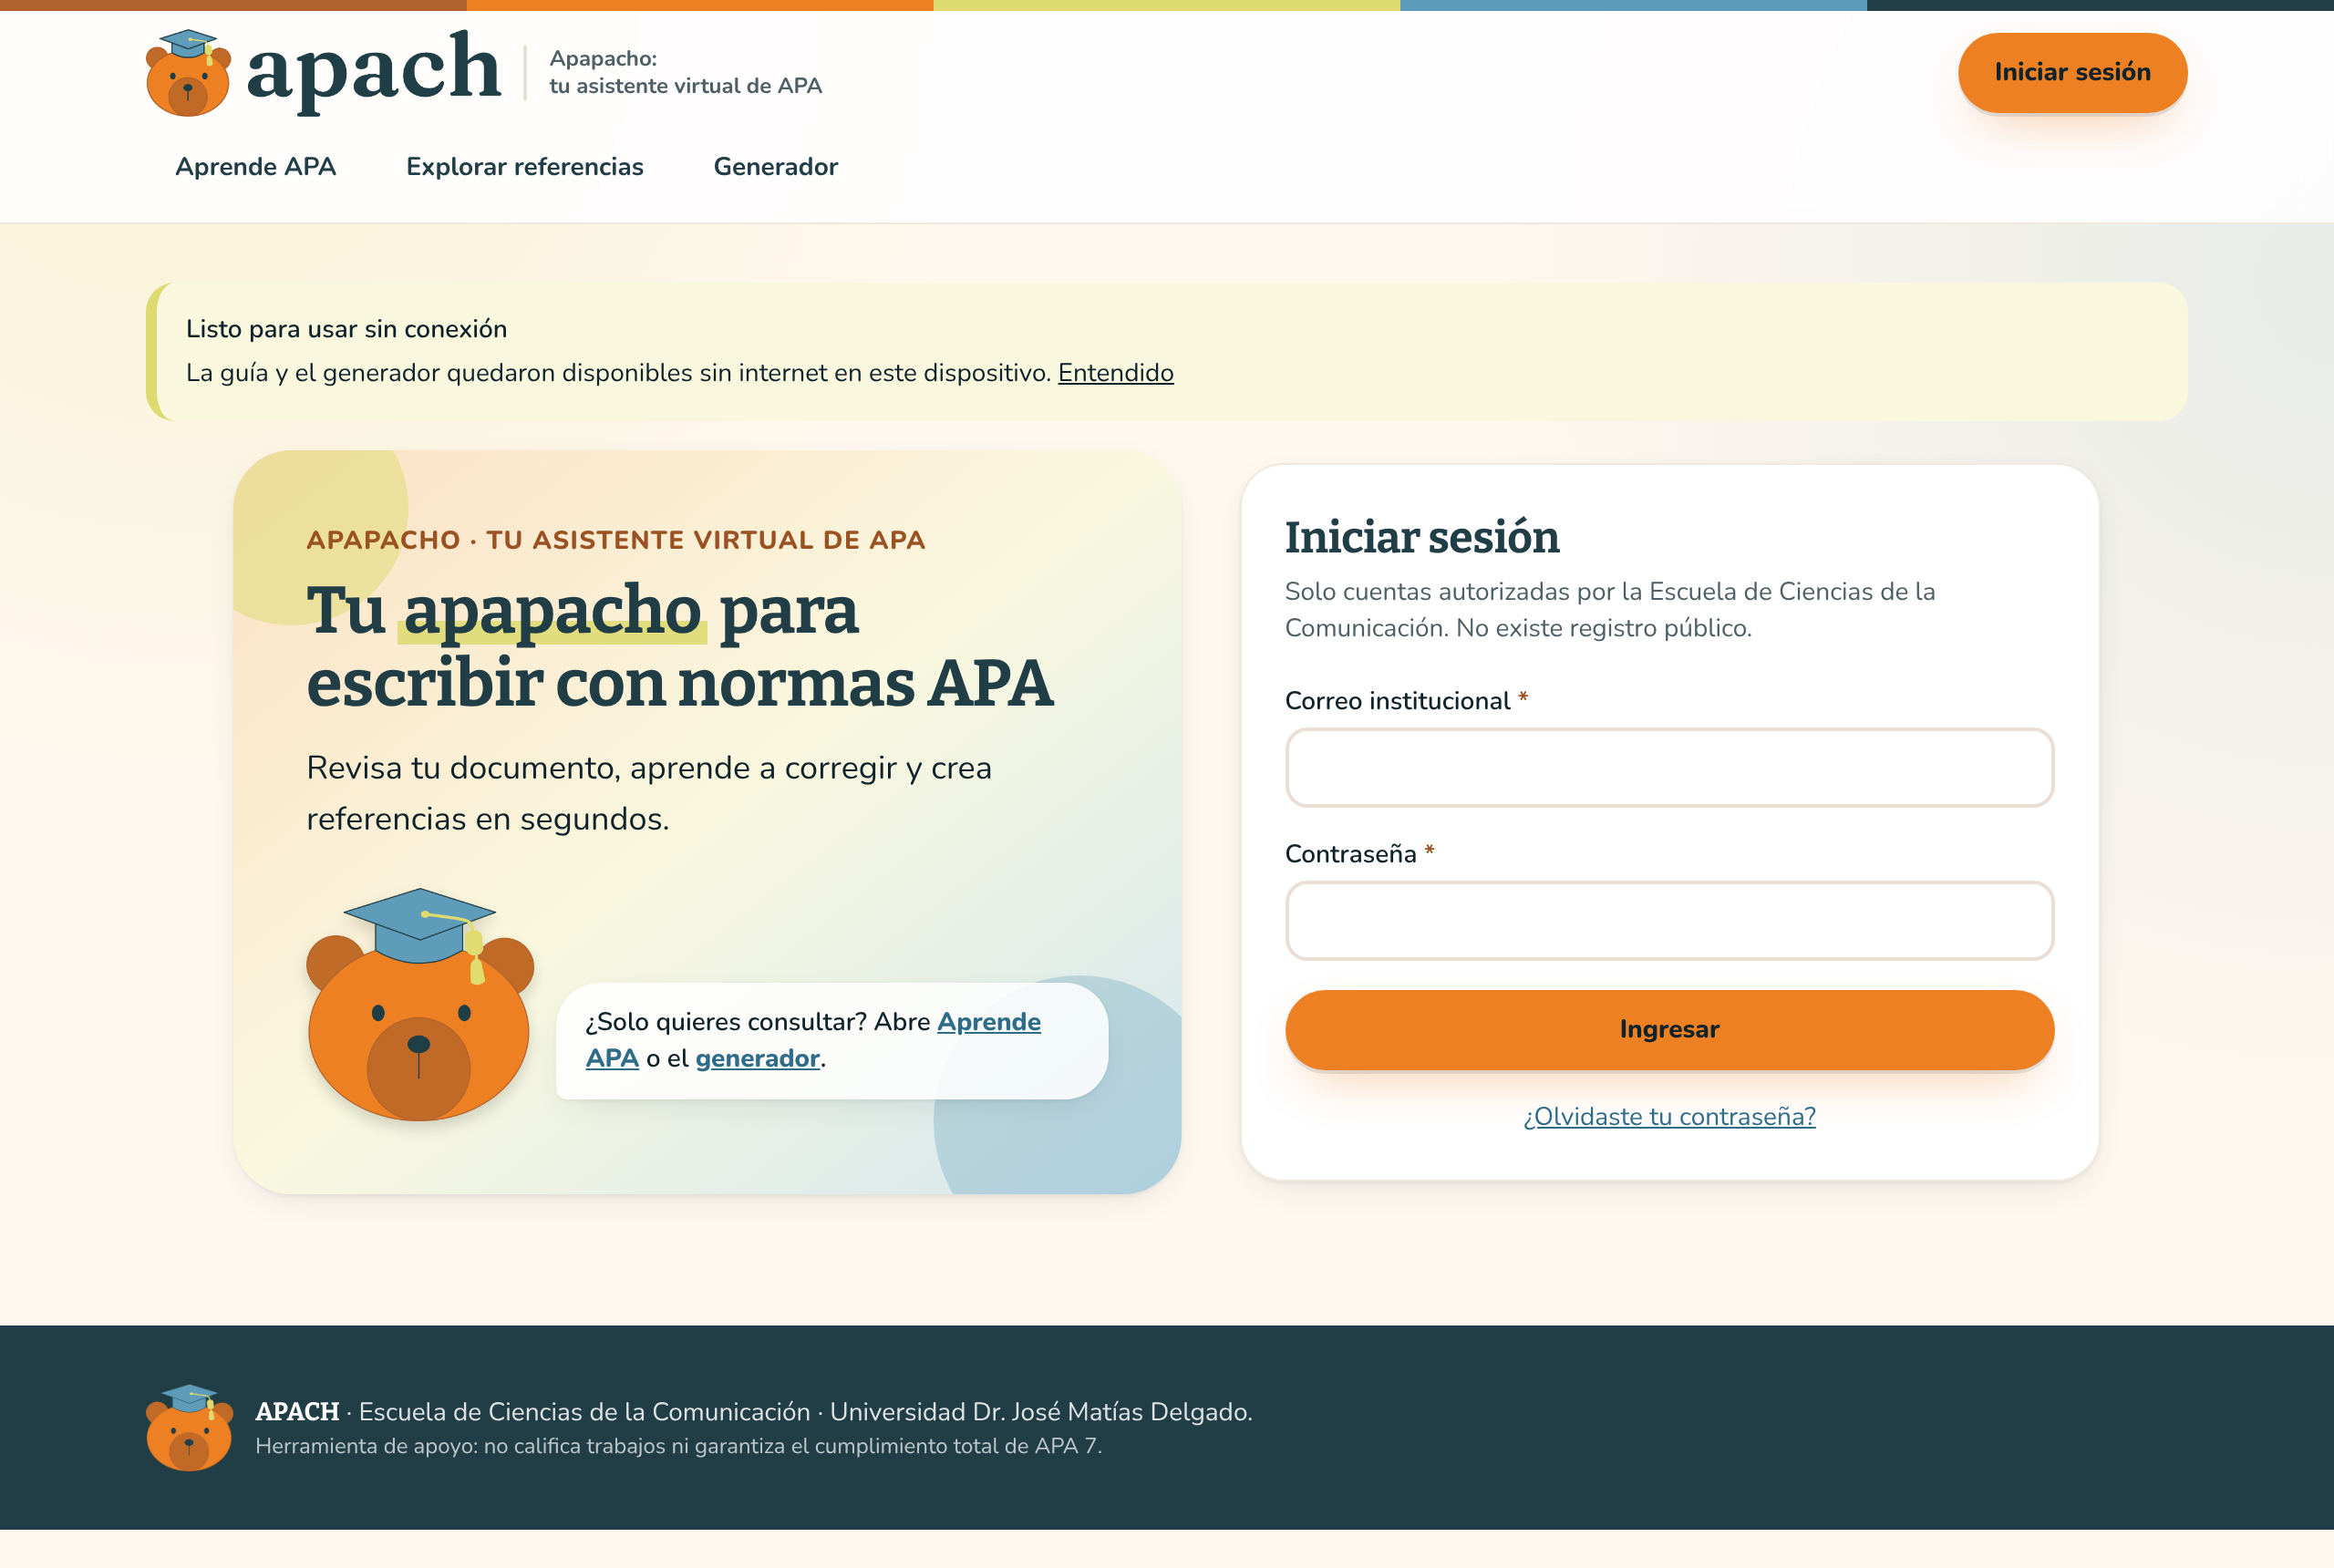 apach
Apapacho:
tu asistente virtual de APA
Iniciar sesión
Aprende APA
Explorar referencias
Generador
Listo para usar sin conexión
La guía y el generador quedaron disponibles sin internet en este dispositivo. Entendido
APAPACHO · TU ASISTENTE VIRTUAL DE APA
Tu apapacho para
escribir con normas APA
Revisa tu documento, aprende a corregir y crea
referencias en segundos.
¿Solo quieres consultar? Abre Aprende
APA o el generador.
Iniciar sesión
Solo cuentas autorizadas por la Escuela de Ciencias de la
Comunicación. No existe registro público.
Correo institucional *
Contraseña *
Ingresar
¿Olvidaste tu contraseña?
APACH · Escuela de Ciencias de la Comunicación · Universidad Dr. José Matías Delgado.
Herramienta de apoyo: no califica trabajos ni garantiza el cumplimiento total de APA 7.